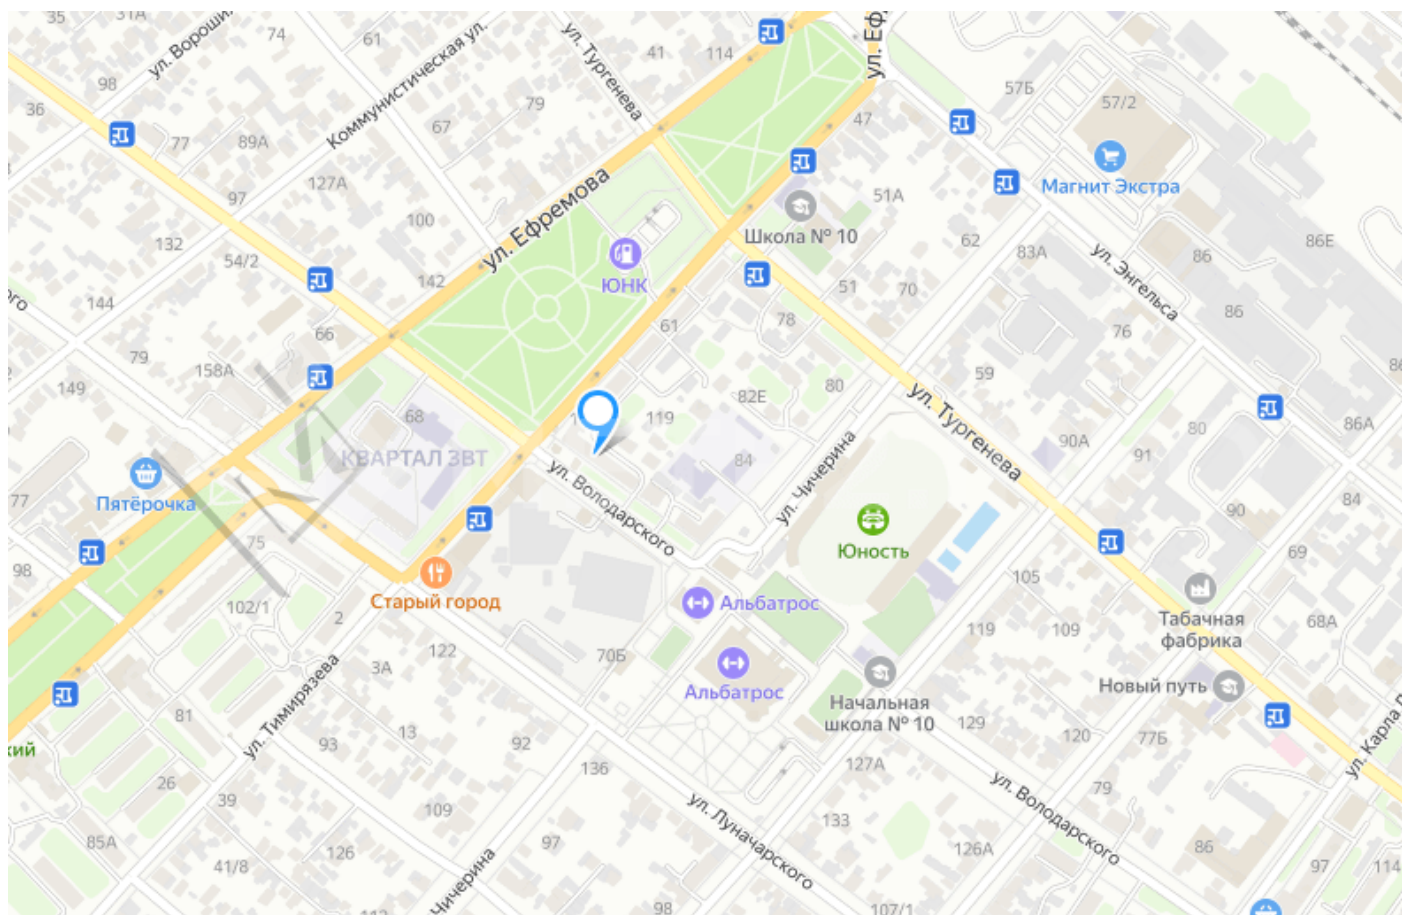 35
31А
74
61
ул. Тургенева
41
114
ул. Ворошил
Коммунистическая ул.
ул. Еф
98
36
79
67
77
89А
47
57Б
57/2
127А
97
Магнит Экстра
51А
100
ул. Ефремова
Школа № 10
62
83А
86
86Е
132
54/2
142
ЮНК
ул. Энгельса
ого
144
66
61
78
51
70
86
76
79
158А
149
59
80
82Е
68
119
ул. Тургенева
86А
90А
80
91
КВАРТАЛ ЗВТ
84
ул. Чичерина
Пятёрочка
77
ул. Володарского
84
90
75
Юность
69
98
102/1
2
Старый город
Альбатрос
105
Табачная
фабрика
68А
119
109
122
3А
70Б
ул. Тимирязева
Альбатрос
Начальная
школа № 10
Новый путь
81
кий
93
13
92
136
129
120
77Б
ул. Карла
127А
26
39
109
ул. Луначарского
ул. Володарского
79
133
85А
41/8
126
97
126А
86
97
114
Чичерина
98
107/1